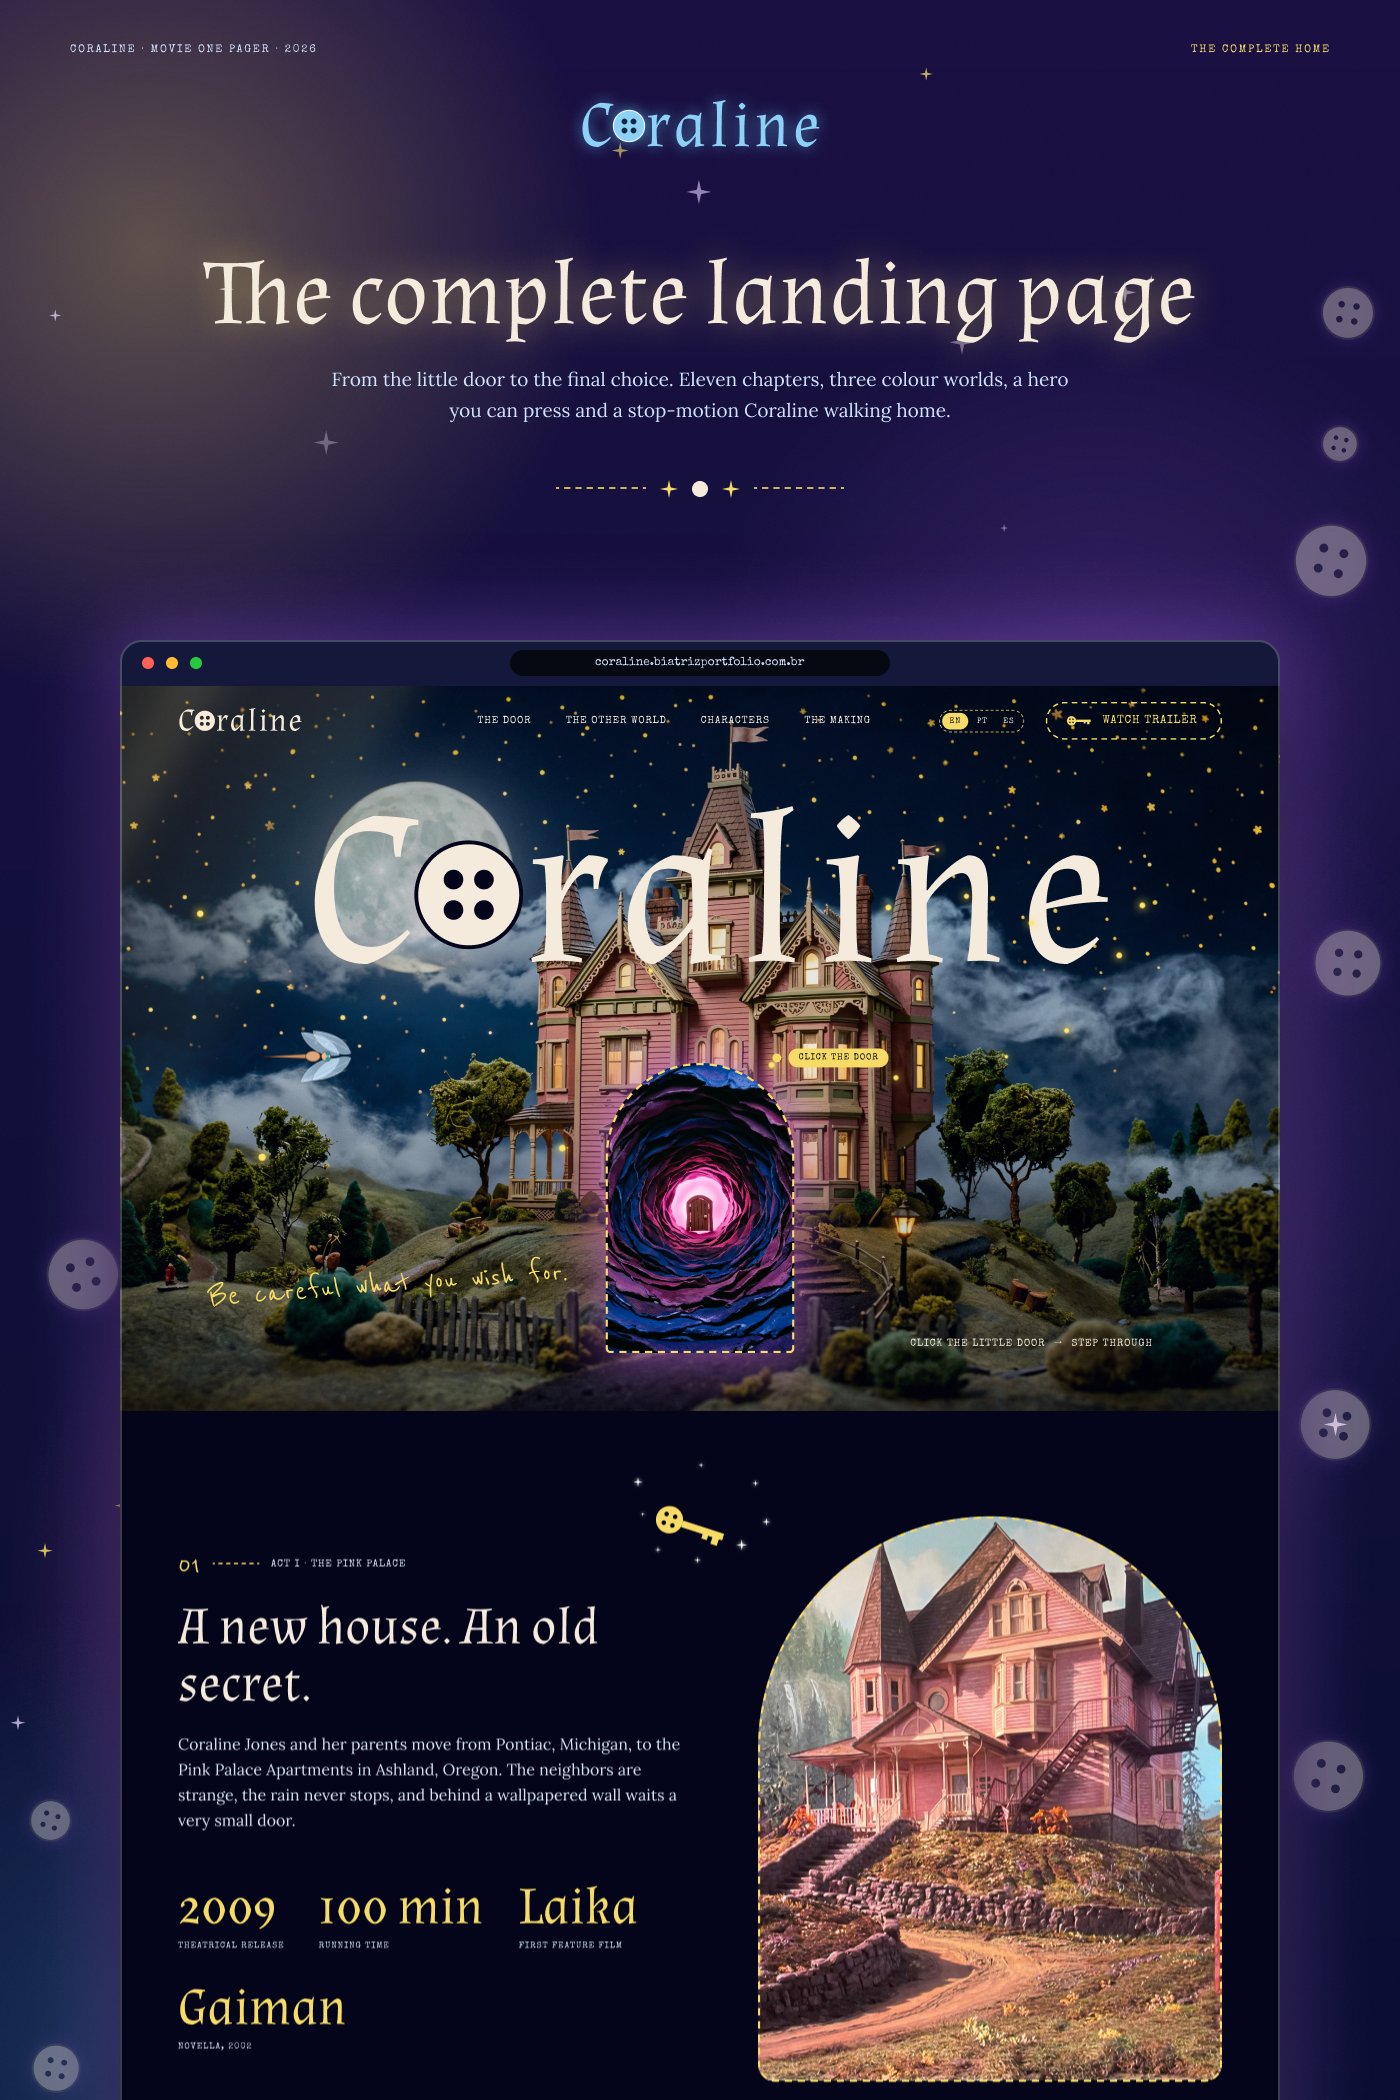 CORALINE · MOVIE ONE PAGER · 2026
THE COMPLETE HOME
Coraline
The complete landing page
From the little door to the final choice. Eleven chapters, three colour worlds, a hero
you can press and a stop-motion Coraline walking home.
coraline.biatrizportfolio.com.br
Coraline
THE DOOR
THE OTHER WORLD
CHARACTERS
THE MAKING
EN
PT
ES
WATCH TRAILER
Coraline
CLICK THE DOOR
Be careful what you wish for.
CLICK THE LITTLE DOOR → STEP THROUGH
01
ACT I · THE PINK PALACE
A new house. An old
secret.
Coraline Jones and her parents move from Pontiac, Michigan, to the
Pink Palace Apartments in Ashland, Oregon. The neighbors are
strange, the rain never stops, and behind a wallpapered wall waits a
very small door.
2009
THEATRICAL RELEASE
100 min
RUNNING TIME
Laika
FIRST FEATURE FILM
Gaiman
NOVELLA, 2002